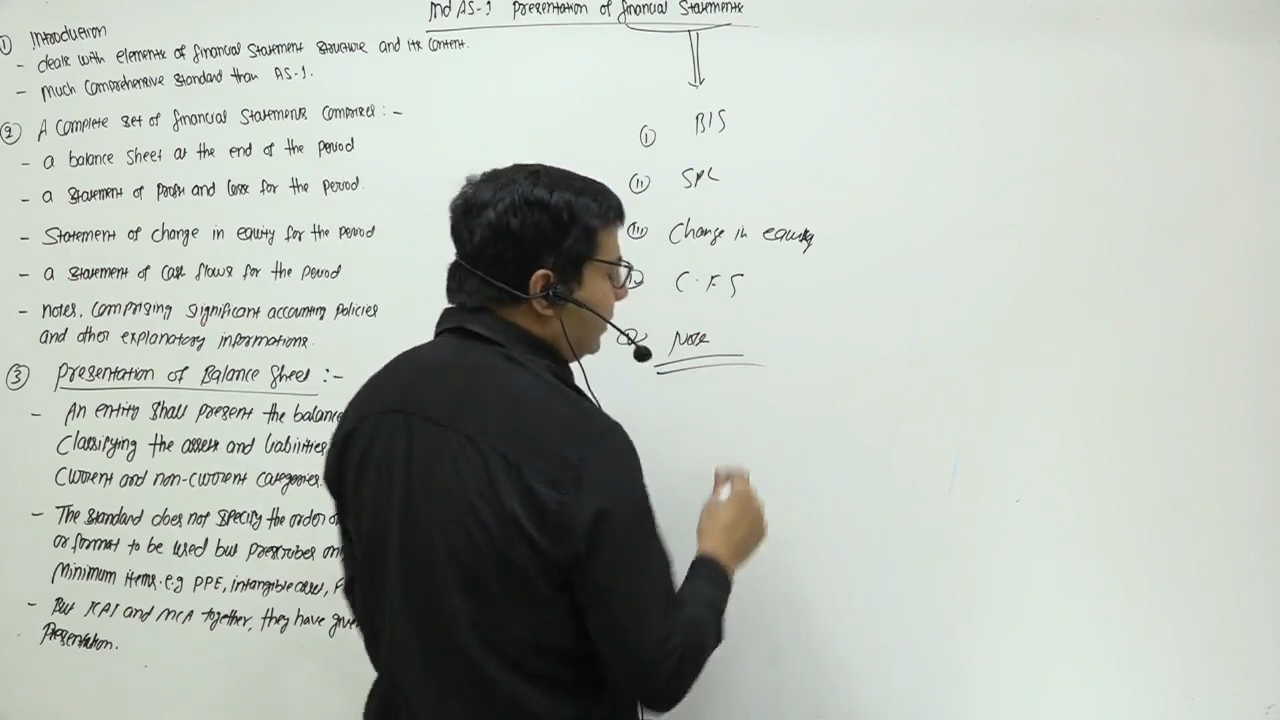 Ind AS-1 Presentation of financial Statements
① Introduction
- deals with elements of financial Statement structure and its content.
- Much Comprehensive Standard than AS-1.
② A Complete set of financial Statements Comprises :-
- a balance sheet as the end of the period
- a Statement of Profit and loss for the period.
- Statement of change in equity for the period
- a Statement of cash flows for the period
- notes, comprising significant accounting policies
and other explanatory informations.
③ Presentation of Balance Sheet :-
- An entity shall present the balance
Classifying the assets and liabilities
Current and non-current categories.
- The standard does not specify the order o
or format to be used but prescribes
Minimum items. e.g PPE, intangible F
- But ICAI and MCA together, they have given
Presentation.
(i) B/S
(ii) SPL
(iii) Change in equity
C.F.S
Note